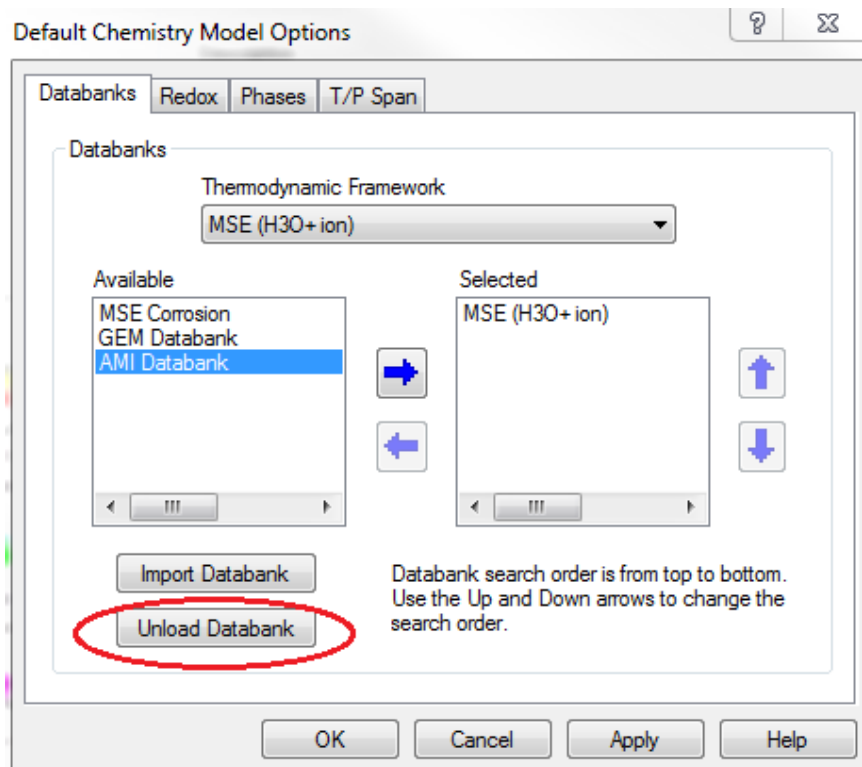 Default Chemistry Model Options
Databanks Redox Phases T/P Span
Databanks
Thermodynamic Framework
MSE (H3O+ ion)
Available
MSE Corrosion
GEM Databank
AMI Databank
Selected
MSE (H3O+ ion)
Import Databank
Unload Databank
Databank search order is from top to bottom.
Use the Up and Down arrows to change the
search order.
OK Cancel Apply Help